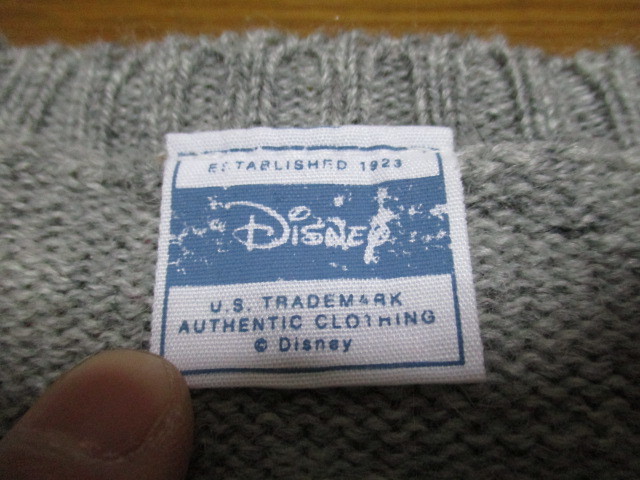 ESTABLISHED 1923
Disney
U.S. TRADEMARK
AUTHENTIC CLOTHING
© Disney